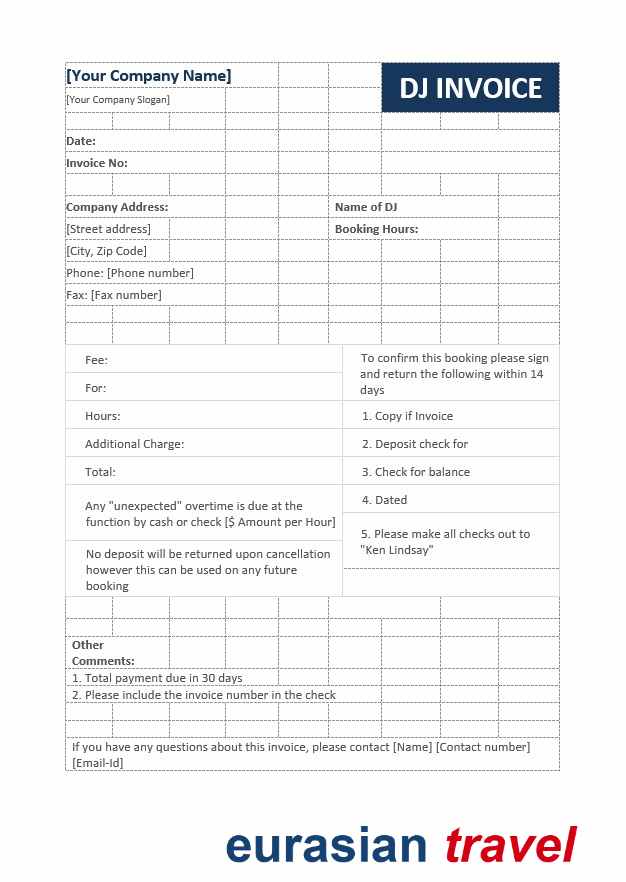 [Your Company Name]
DJ INVOICE
[Your Company Slogan]
Date:
Invoice No:
Company Address:
Name of DJ
[Street address]
Booking Hours:
[City, Zip Code]
Phone: [Phone number]
Fax: [Fax number]
Fee:
For:
Hours:
Additional Charge:
Total:
Any "unexpected" overtime is due at the
function by cash or check [$ Amount per Hour]
No deposit will be returned upon cancellation
however this can be used on any future
booking
To confirm this booking please sign
and return the following within 14
days
1. Copy if Invoice
2. Deposit check for
3. Check for balance
4. Dated
5. Please make all checks out to
"Ken Lindsay"
Other
Comments:
1. Total payment due in 30 days
2. Please include the invoice number in the check
If you have any questions about this invoice, please contact [Name] [Contact number]
[Email-Id]
eurasian travel